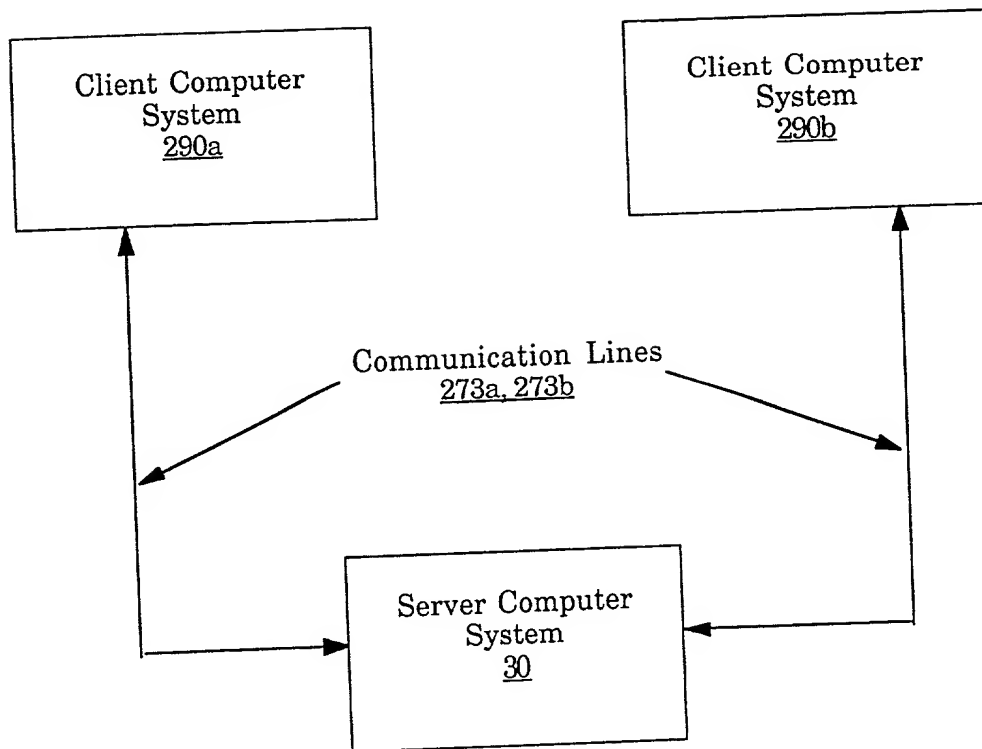 Client Computer
System
290a
Client Computer
System
290b
Communication Lines
273a, 273b
Server Computer
System
30